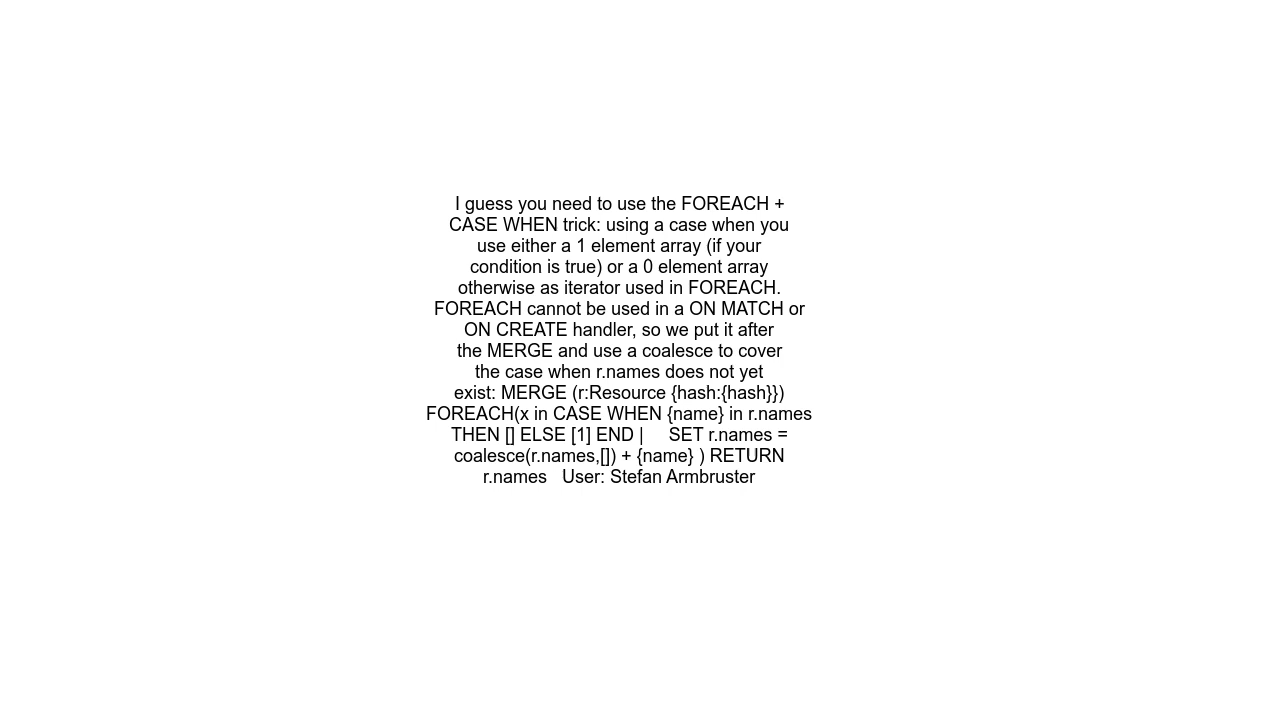 I guess you need to use the FOREACH +
CASE WHEN trick: using a case when you
use either a 1 element array (if your
condition is true) or a 0 element array
otherwise as iterator used in FOREACH.
FOREACH cannot be used in a ON MATCH or
ON CREATE handler, so we put it after
the MERGE and use a coalesce to cover
the case when r.names does not yet
exist: MERGE (r:Resource {hash:{hash}})
FOREACH(x in CASE WHEN {name} in r.names
THEN [] ELSE [1] END |     SET r.names =
coalesce(r.names,[]) + {name} ) RETURN
r.names   User: Stefan Armbruster